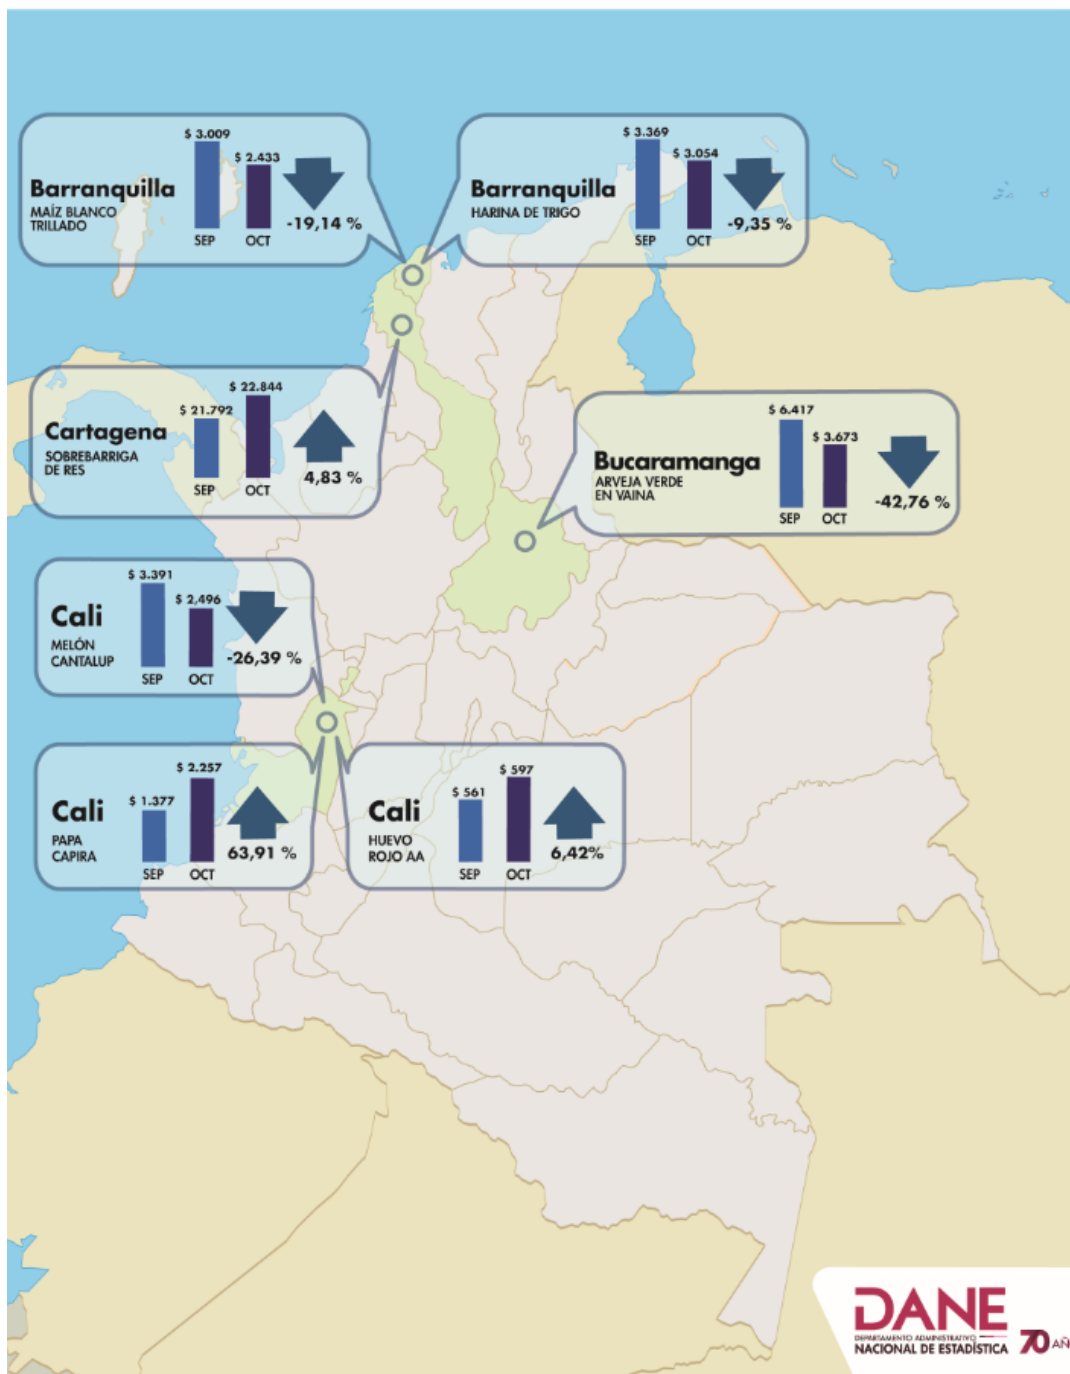 $ 3.009
$ 2.433
Barranquilla
MAÍZ BLANCO
TRILLADO
-19,14 %
SEP
OCT
$ 3.369
$ 3.054
Barranquilla
HARINA DE TRIGO
-9,35 %
SEP
OCT
$ 22.844
$ 21.792
Cartagena
SOBREBARRIGA
DE RES
4,83 %
SEP
OCT
$ 6.417
$ 3.673
Bucaramanga
ARVEJA VERDE
EN VAINA
-42,76 %
SEP
OCT
$ 3.391
$ 2,496
Cali
MELÓN
CANTALUP
-26,39 %
SEP
OCT
$ 2.257
$ 1.377
Cali
PAPA
CAPIRA
63,91 %
SEP
OCT
$ 597
$ 561
Cali
HUEVO
ROJO AA
6,42%
SEP
OCT
DANE
DEPARTAMENTO ADMINISTRATIVO
NACIONAL DE ESTADÍSTICA
70 AÑ